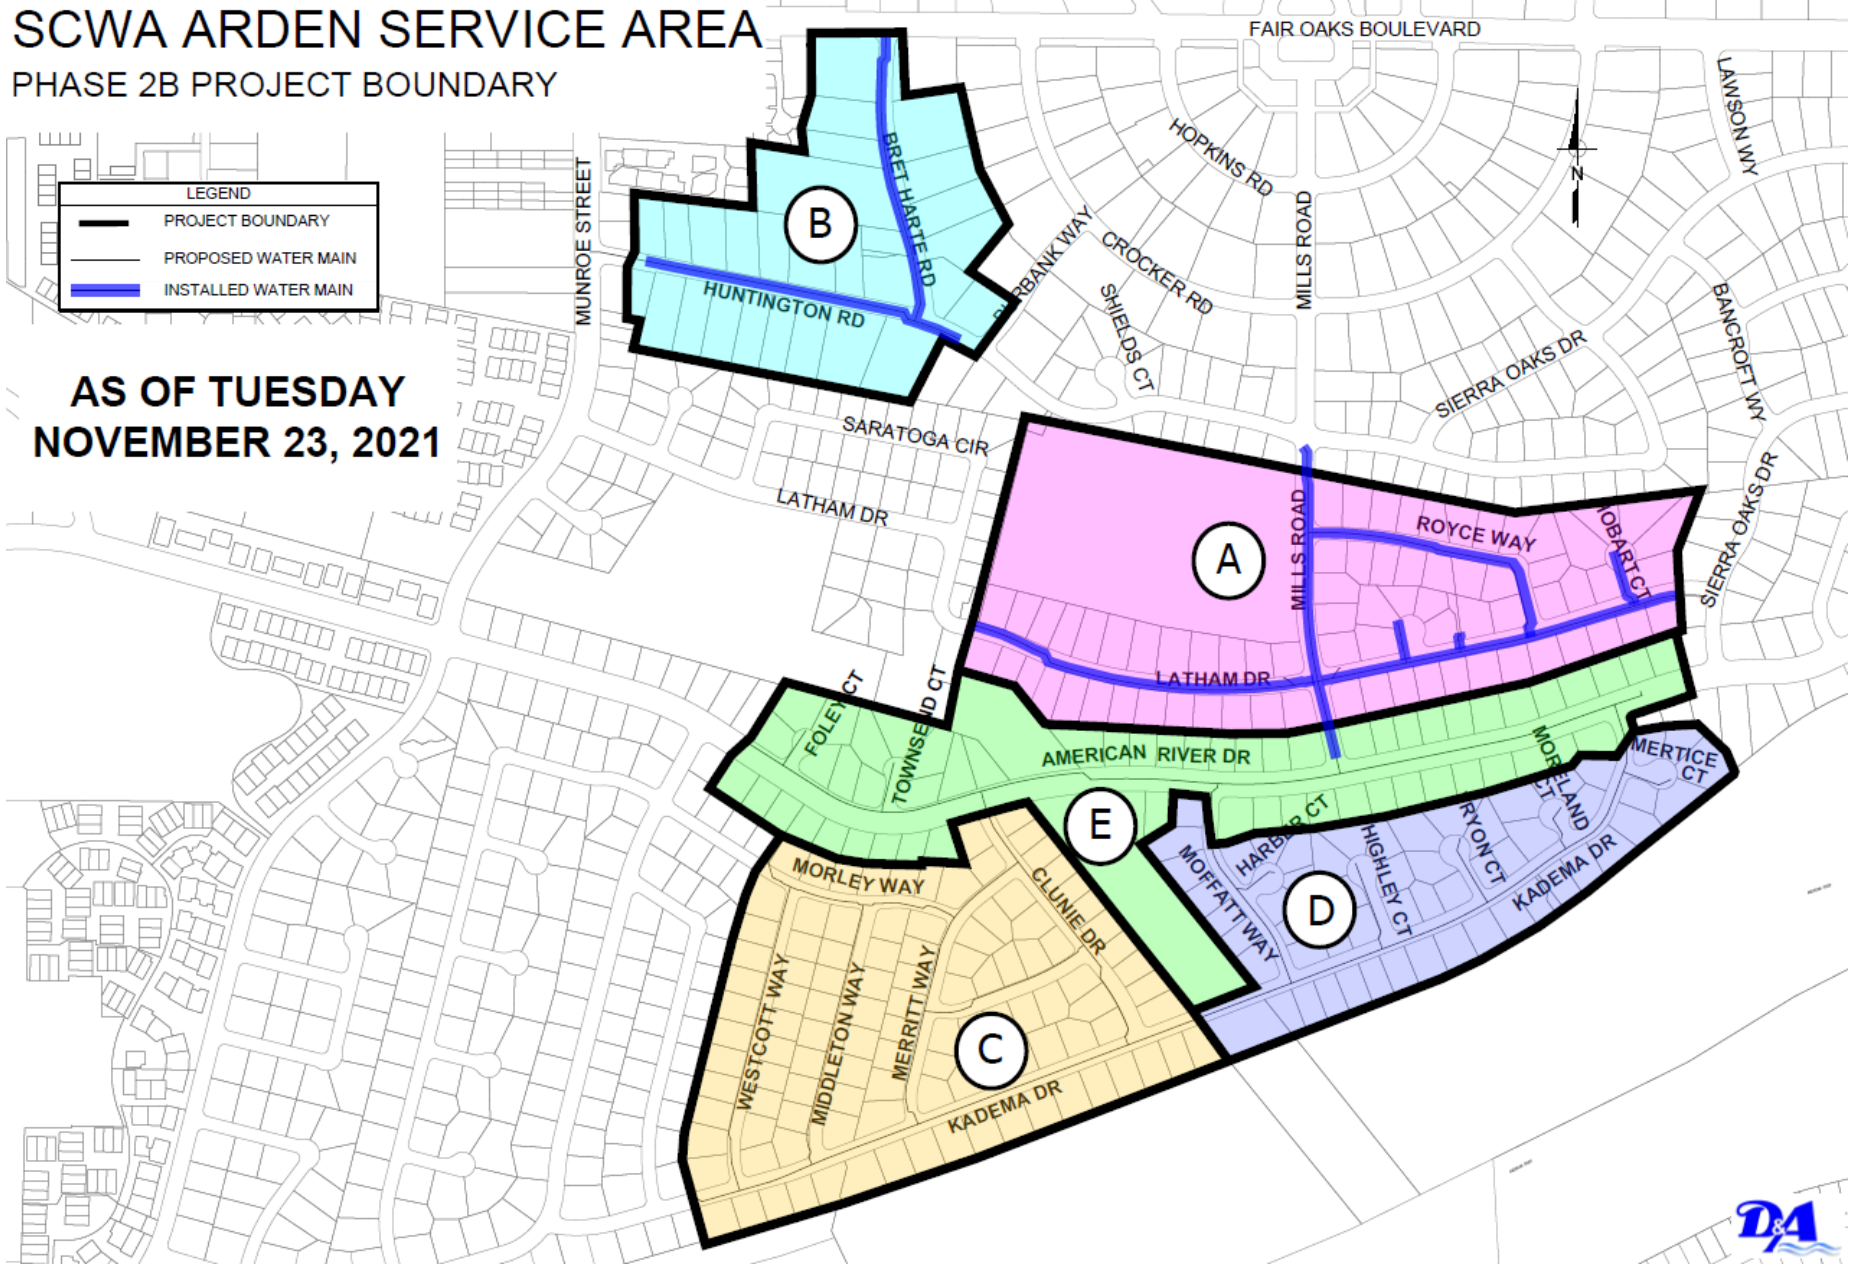 SCWA ARDEN SERVICE AREA
PHASE 2B PROJECT BOUNDARY
LEGEND
PROJECT BOUNDARY
PROPOSED WATER MAIN
INSTALLED WATER MAIN
AS OF TUESDAY
NOVEMBER 23, 2021
FAIR OAKS BOULEVARD
LAWSON WY
HOPKINS RD
N
MUNROE STREET
BRET HARTE RD
B
BANK WAY
CROCKER RD
MILLS ROAD
HUNTINGTON RD
SHIELDS CT
BANCROFT WY
SIERRA OAKS DR
SARATOGA CIR
LATHAM DR
SIERRA OAKS DR
MILLS ROAD
ROYCE WAY
HOBART CT
A
LATHAM DR
FOLEY CT
TOWNSEND CT
AMERICAN RIVER DR
MORELAND
CT
MERTICE
CT
E
HARBER CT
RYON CT
HIGHLEY CT
MOFFATT WAY
KADEMA DR
D
MORLEY WAY
CLUNIE DR
WESTCOTT WAY
MIDDLETON WAY
MERRITT WAY
C
KADEMA DR
D&A